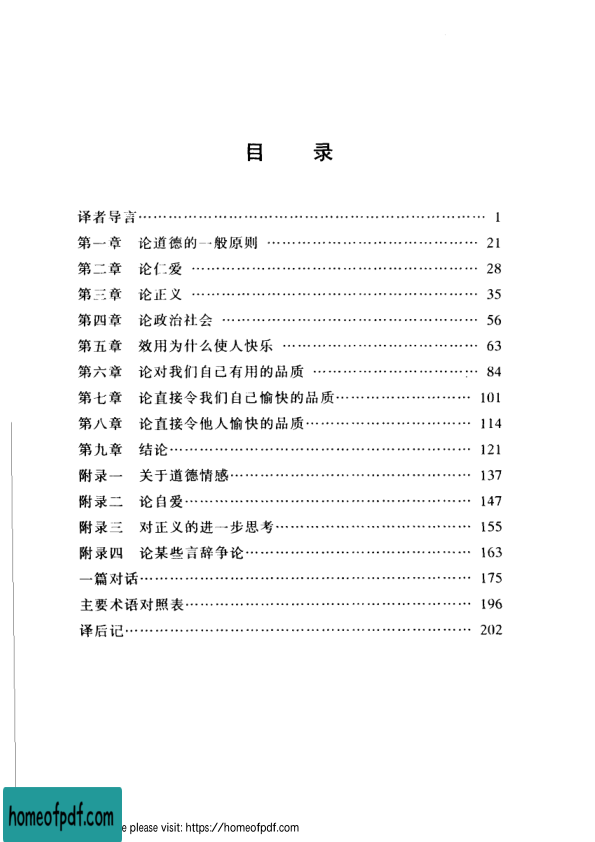 目 录
译者导言…………………………………………………………… 1
第一章 论道德的一般原则 …………………………………… 21
第二章 论仁爱 ………………………………………………… 28
第三章 论正义 ………………………………………………… 35
第四章 论政治社会 …………………………………………… 56
第五章 效用为什么使人快乐 ………………………………… 63
第六章 论对我们自己有用的品质 …………………………… 84
第七章 论直接令我们自己愉快的品质……………………… 101
第八章 论直接令他人愉快的品质…………………………… 114
第九章 结论…………………………………………………… 121
附录一 关于道德情感………………………………………… 137
附录二 论自爱………………………………………………… 147
附录三 对正义的进一步思考………………………………… 155
附录四 论某些言辞争论……………………………………… 163
一篇对话………………………………………………………… 175
主要术语对照表………………………………………………… 196
译后记…………………………………………………………… 202
homeofpdf.com
e please visit: https://homeofpdf.com